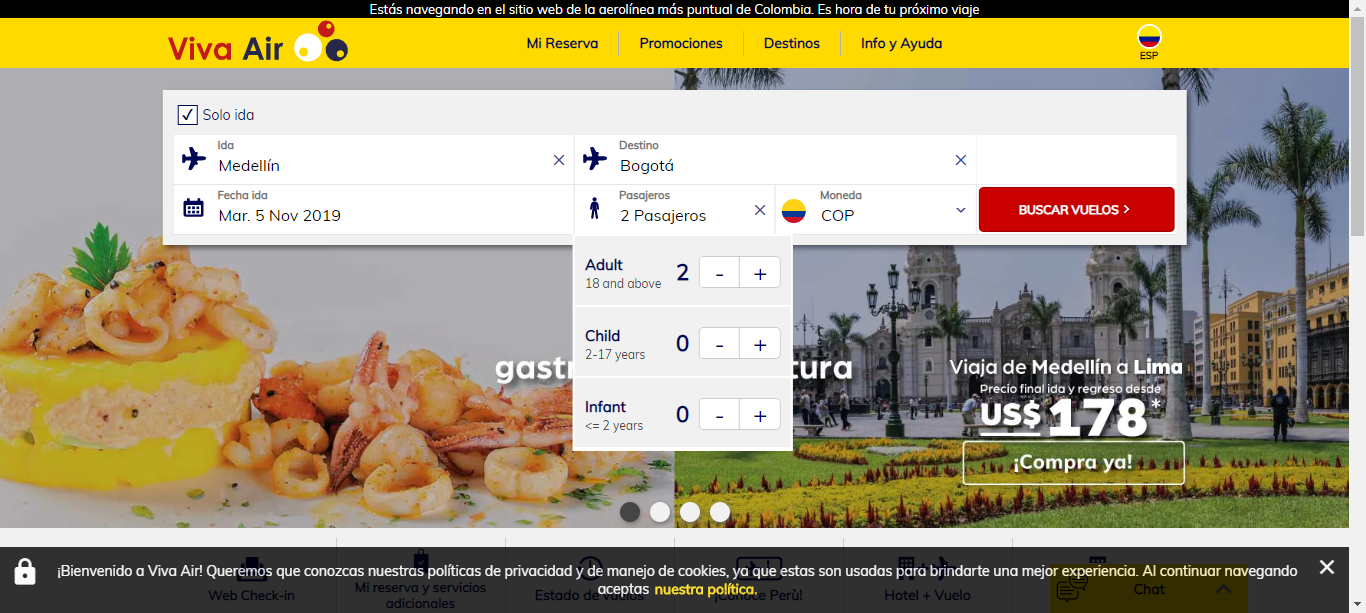 Estás navegando en el sitio web de la aerolínea más puntual de Colombia. Es hora de tu próximo viaje
Viva Air
Mi Reserva
Promociones
Destinos
Info y Ayuda
ESP
Solo ida
Ida
Medellín
Destino
Bogotá
Fecha ida
Mar. 5 Nov 2019
Pasajeros
2 Pasajeros
Moneda
COP
BUSCAR VUELOS >
Adult
18 and above
2
-
+
Child
2-17 years
0
-
+
Infant
<= 2 years
0
-
+
Viaja de Medellín a Lima
Precio final ida y regreso desde
US$ 178*
¡Compra ya!
¡Bienvenido a Viva Air! Queremos que conozcas nuestras políticas de privacidad y de manejo de cookies, ya que estas son usadas para brindarte una mejor experiencia. Al continuar navegando
aceptas nuestra política.
Web Check-in
Mi reserva y servicios
adicionales
Estado de vuelos
¡Conoce Perù!
Hotel + Vuelo
Chat